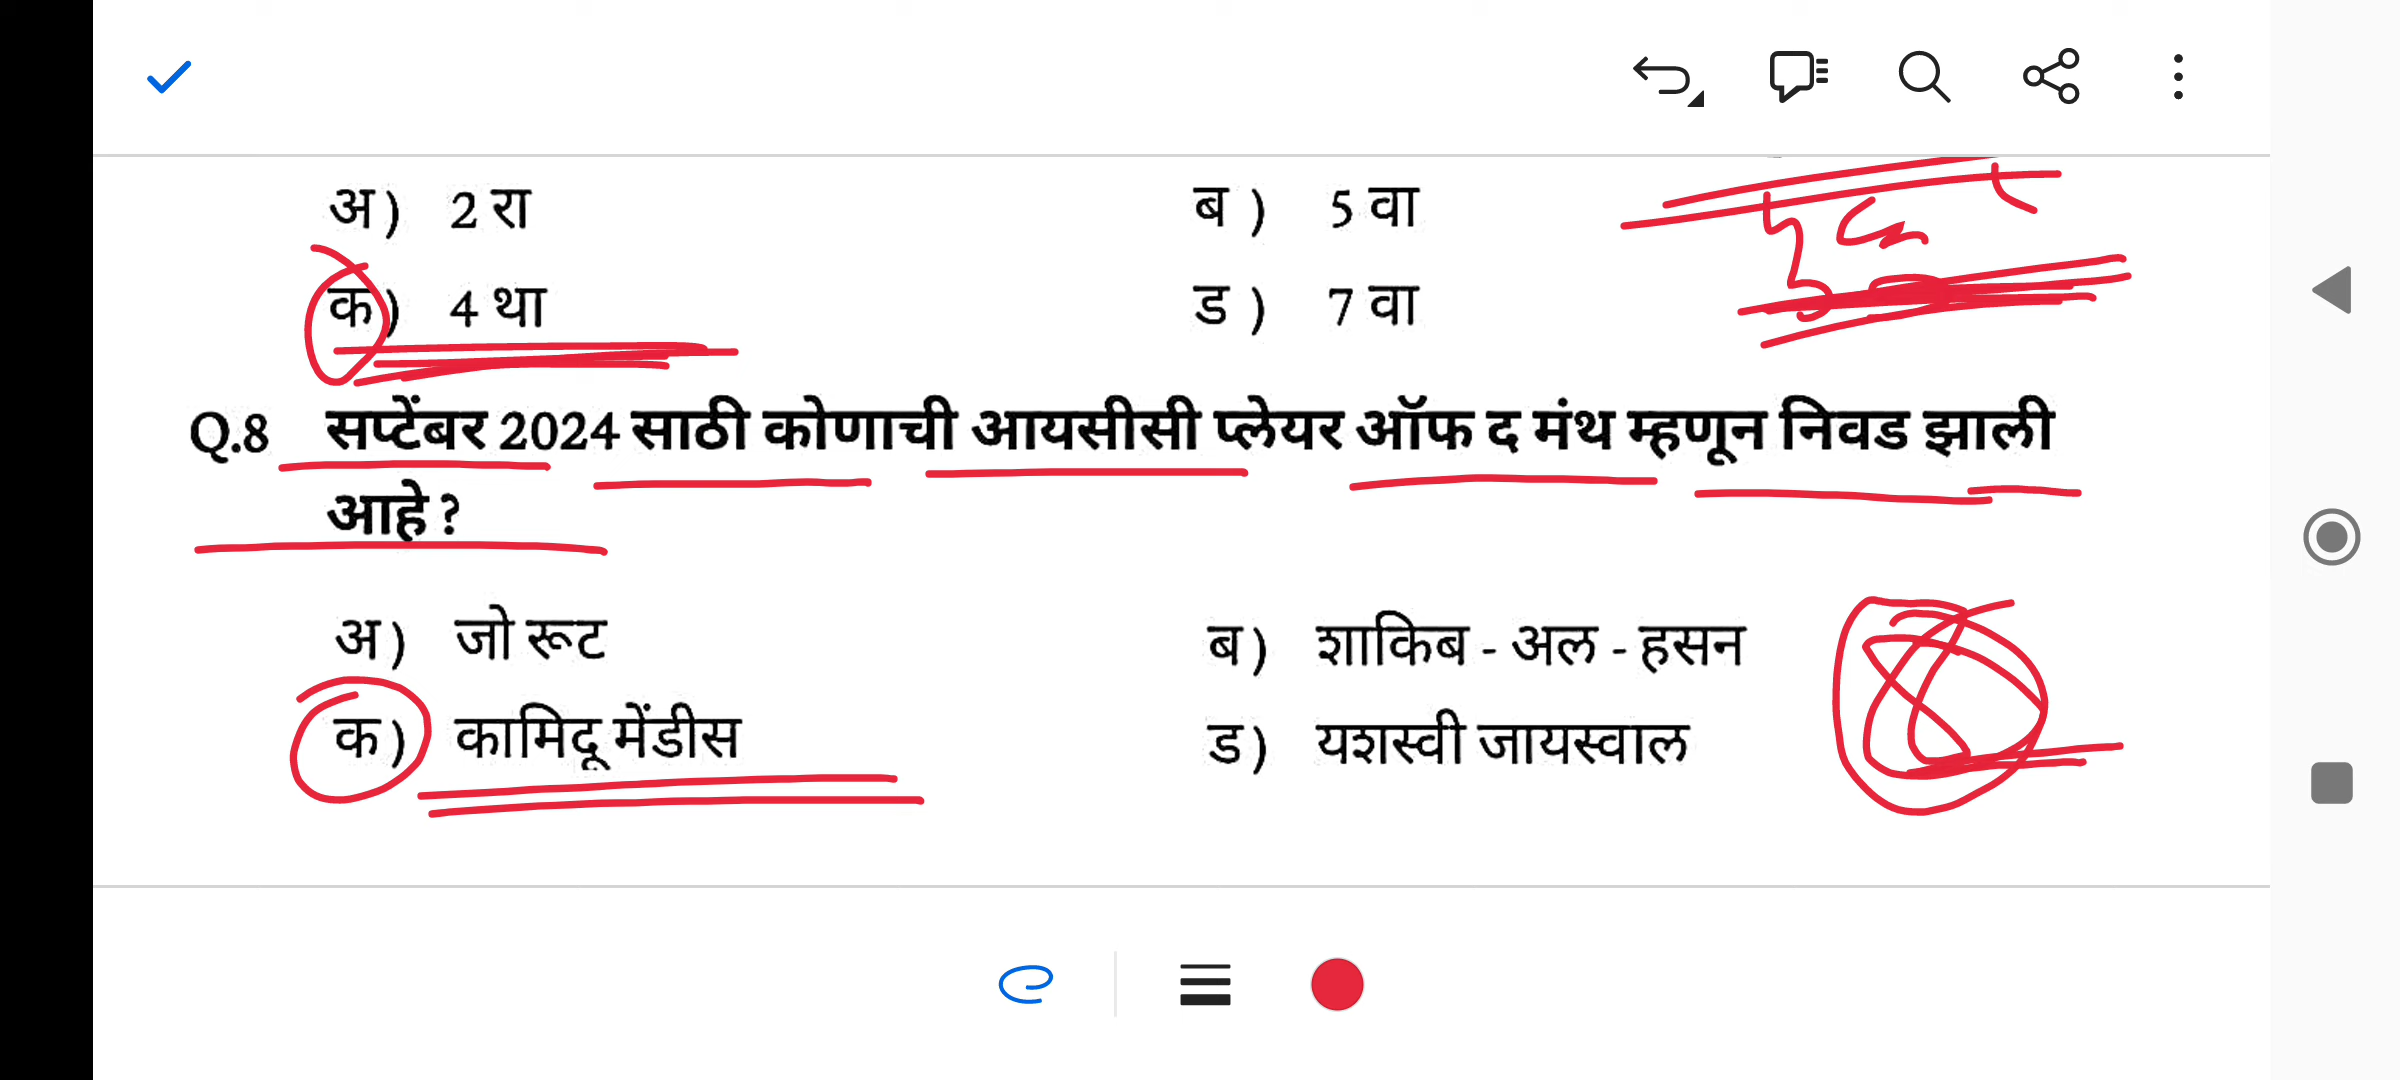 अ) 2 रा ब ) 5 वा
क) 4 था ड ) 7 वा
Q.8 सप्टेंबर 2024 साठी कोणाची आयसीसी प्लेयर ऑफ द मंथ म्हणून निवड झाली
आहे ?
अ) जो रूट ब) शाकिब - अल - हसन
क) कामिदू मेंडीस ड) यशस्वी जायस्वाल